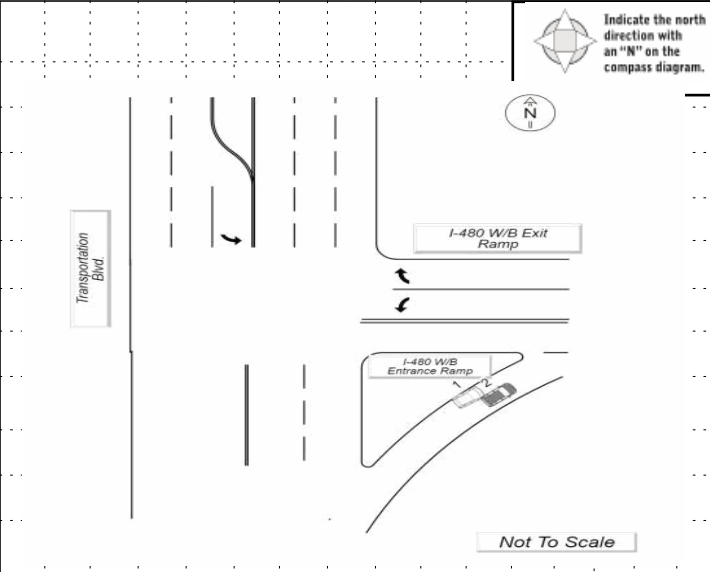 Indicate the north
direction with
an “N” on the
compass diagram.
N
I-480 W/B Exit
Ramp
Transportation
Blvd.
I-480 W/B
Entrance Ramp
1 2
Not To Scale